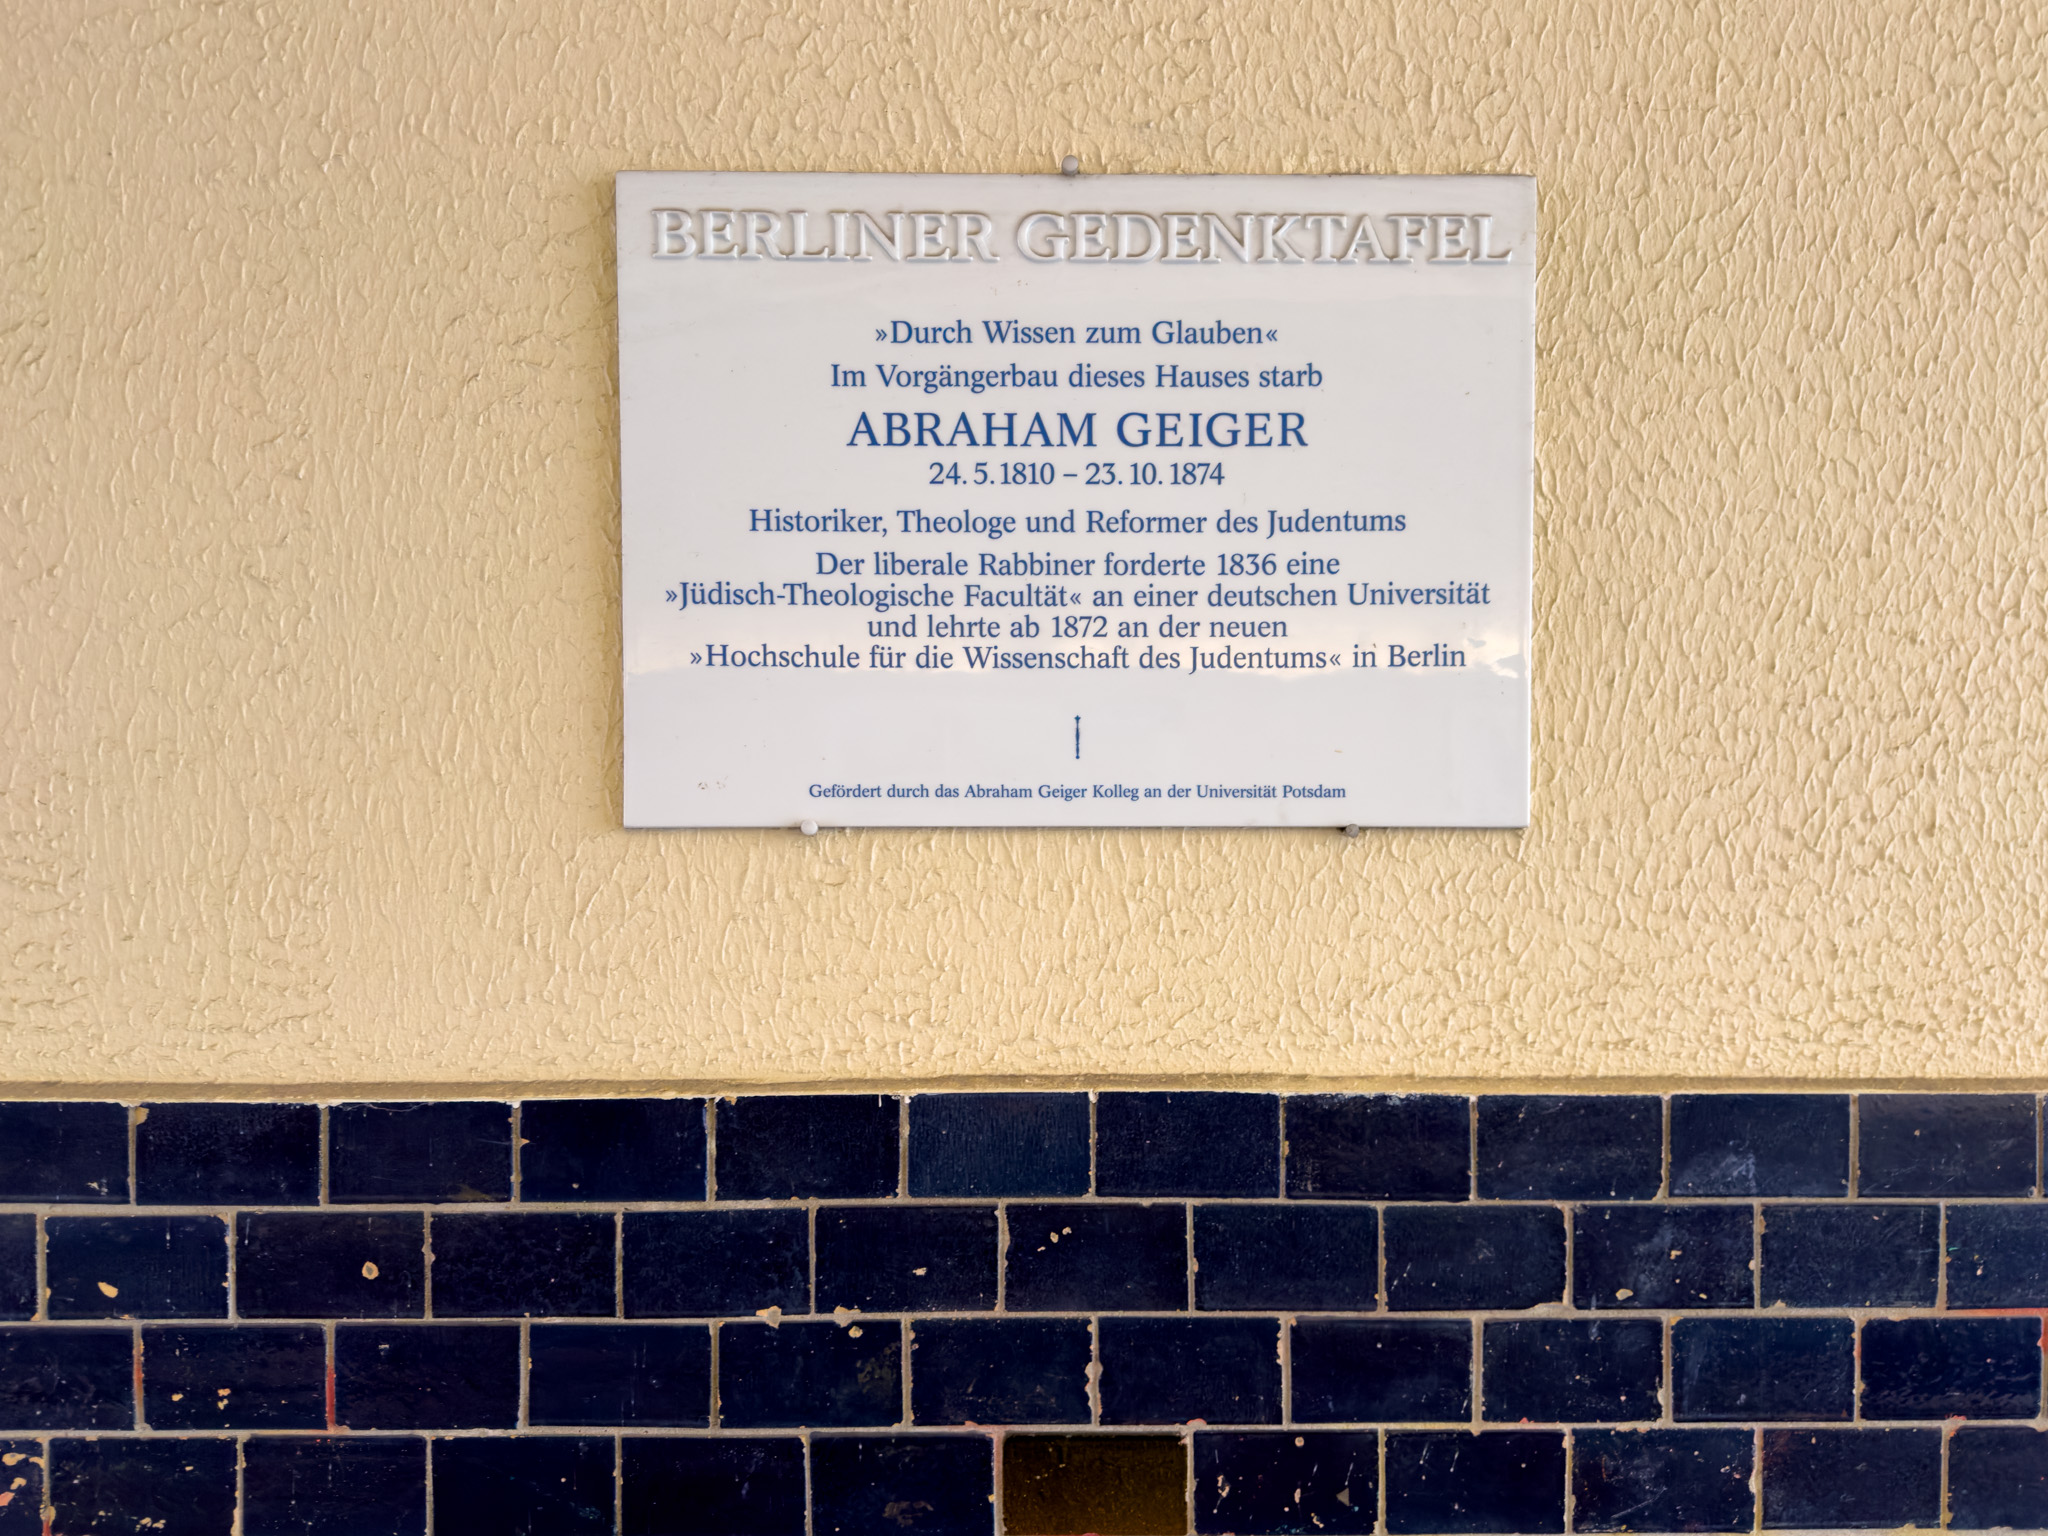 BERLINER GEDENKTAFEL
»Durch Wissen zum Glauben«
Im Vorgängerbau dieses Hauses starb
ABRAHAM GEIGER
24. 5. 1810 – 23. 10. 1874
Historiker, Theologe und Reformer des Judentums
Der liberale Rabbiner forderte 1836 eine
»Jüdisch-Theologische Facultät« an einer deutschen Universität
und lehrte ab 1872 an der neuen
»Hochschule für die Wissenschaft des Judentums« in Berlin
Gefördert durch das Abraham Geiger Kolleg an der Universität Potsdam